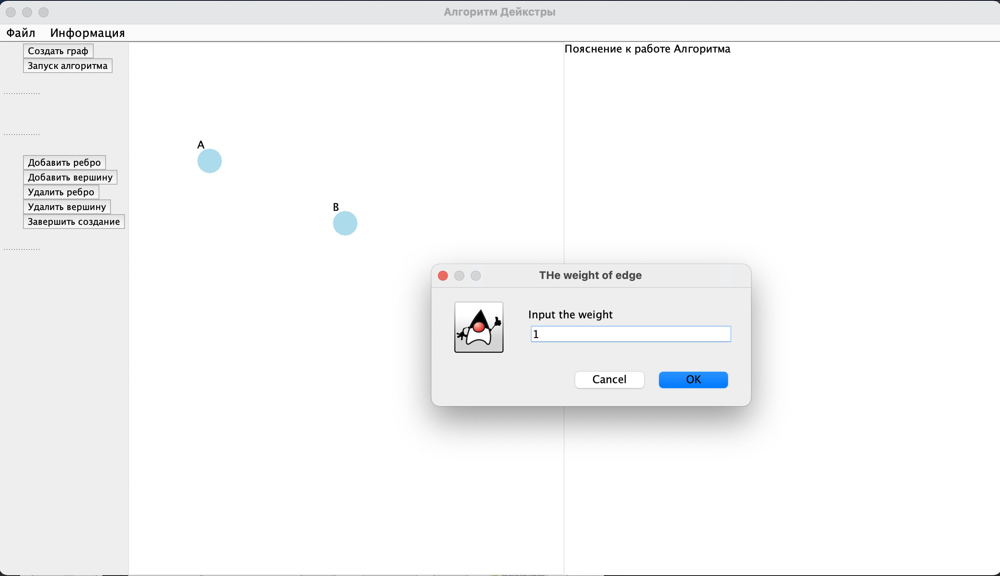 Алгоритм Дейкстры
Файл Информация
Создать граф
Запуск алгоритма
Добавить ребро
Добавить вершину
Удалить ребро
Удалить вершину
Завершить создание
A
B
Пояснение к работе Алгоритма
THe weight of edge
Input the weight
1
Cancel OK